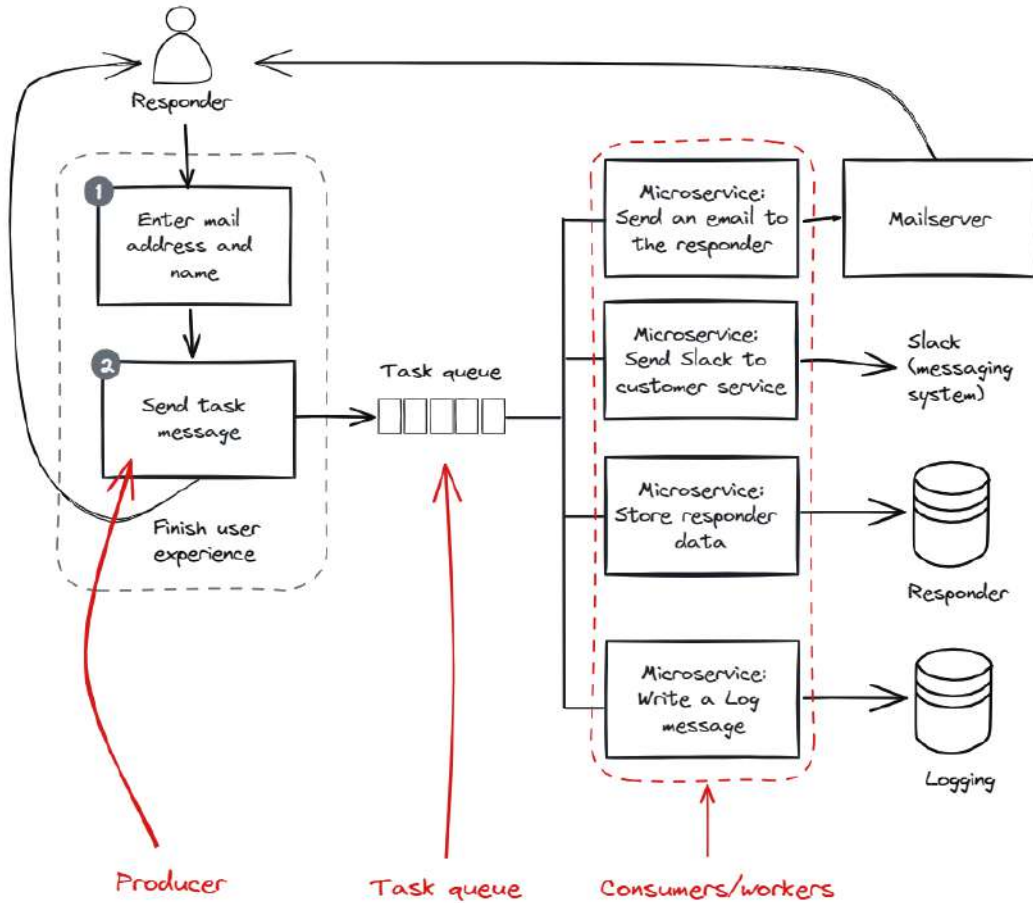 Responder
1
Enter mail
address and
name
2
Send task
message
Finish user
experience
Task queue
Microservice:
Send an email to
the responder
Mailserver
Microservice:
Send Slack to
customer service
Slack
(messaging
system)
Microservice:
Store responder
data
Responder
Microservice:
Write a Log
message
Logging
Producer
Task queue
Consumers/workers